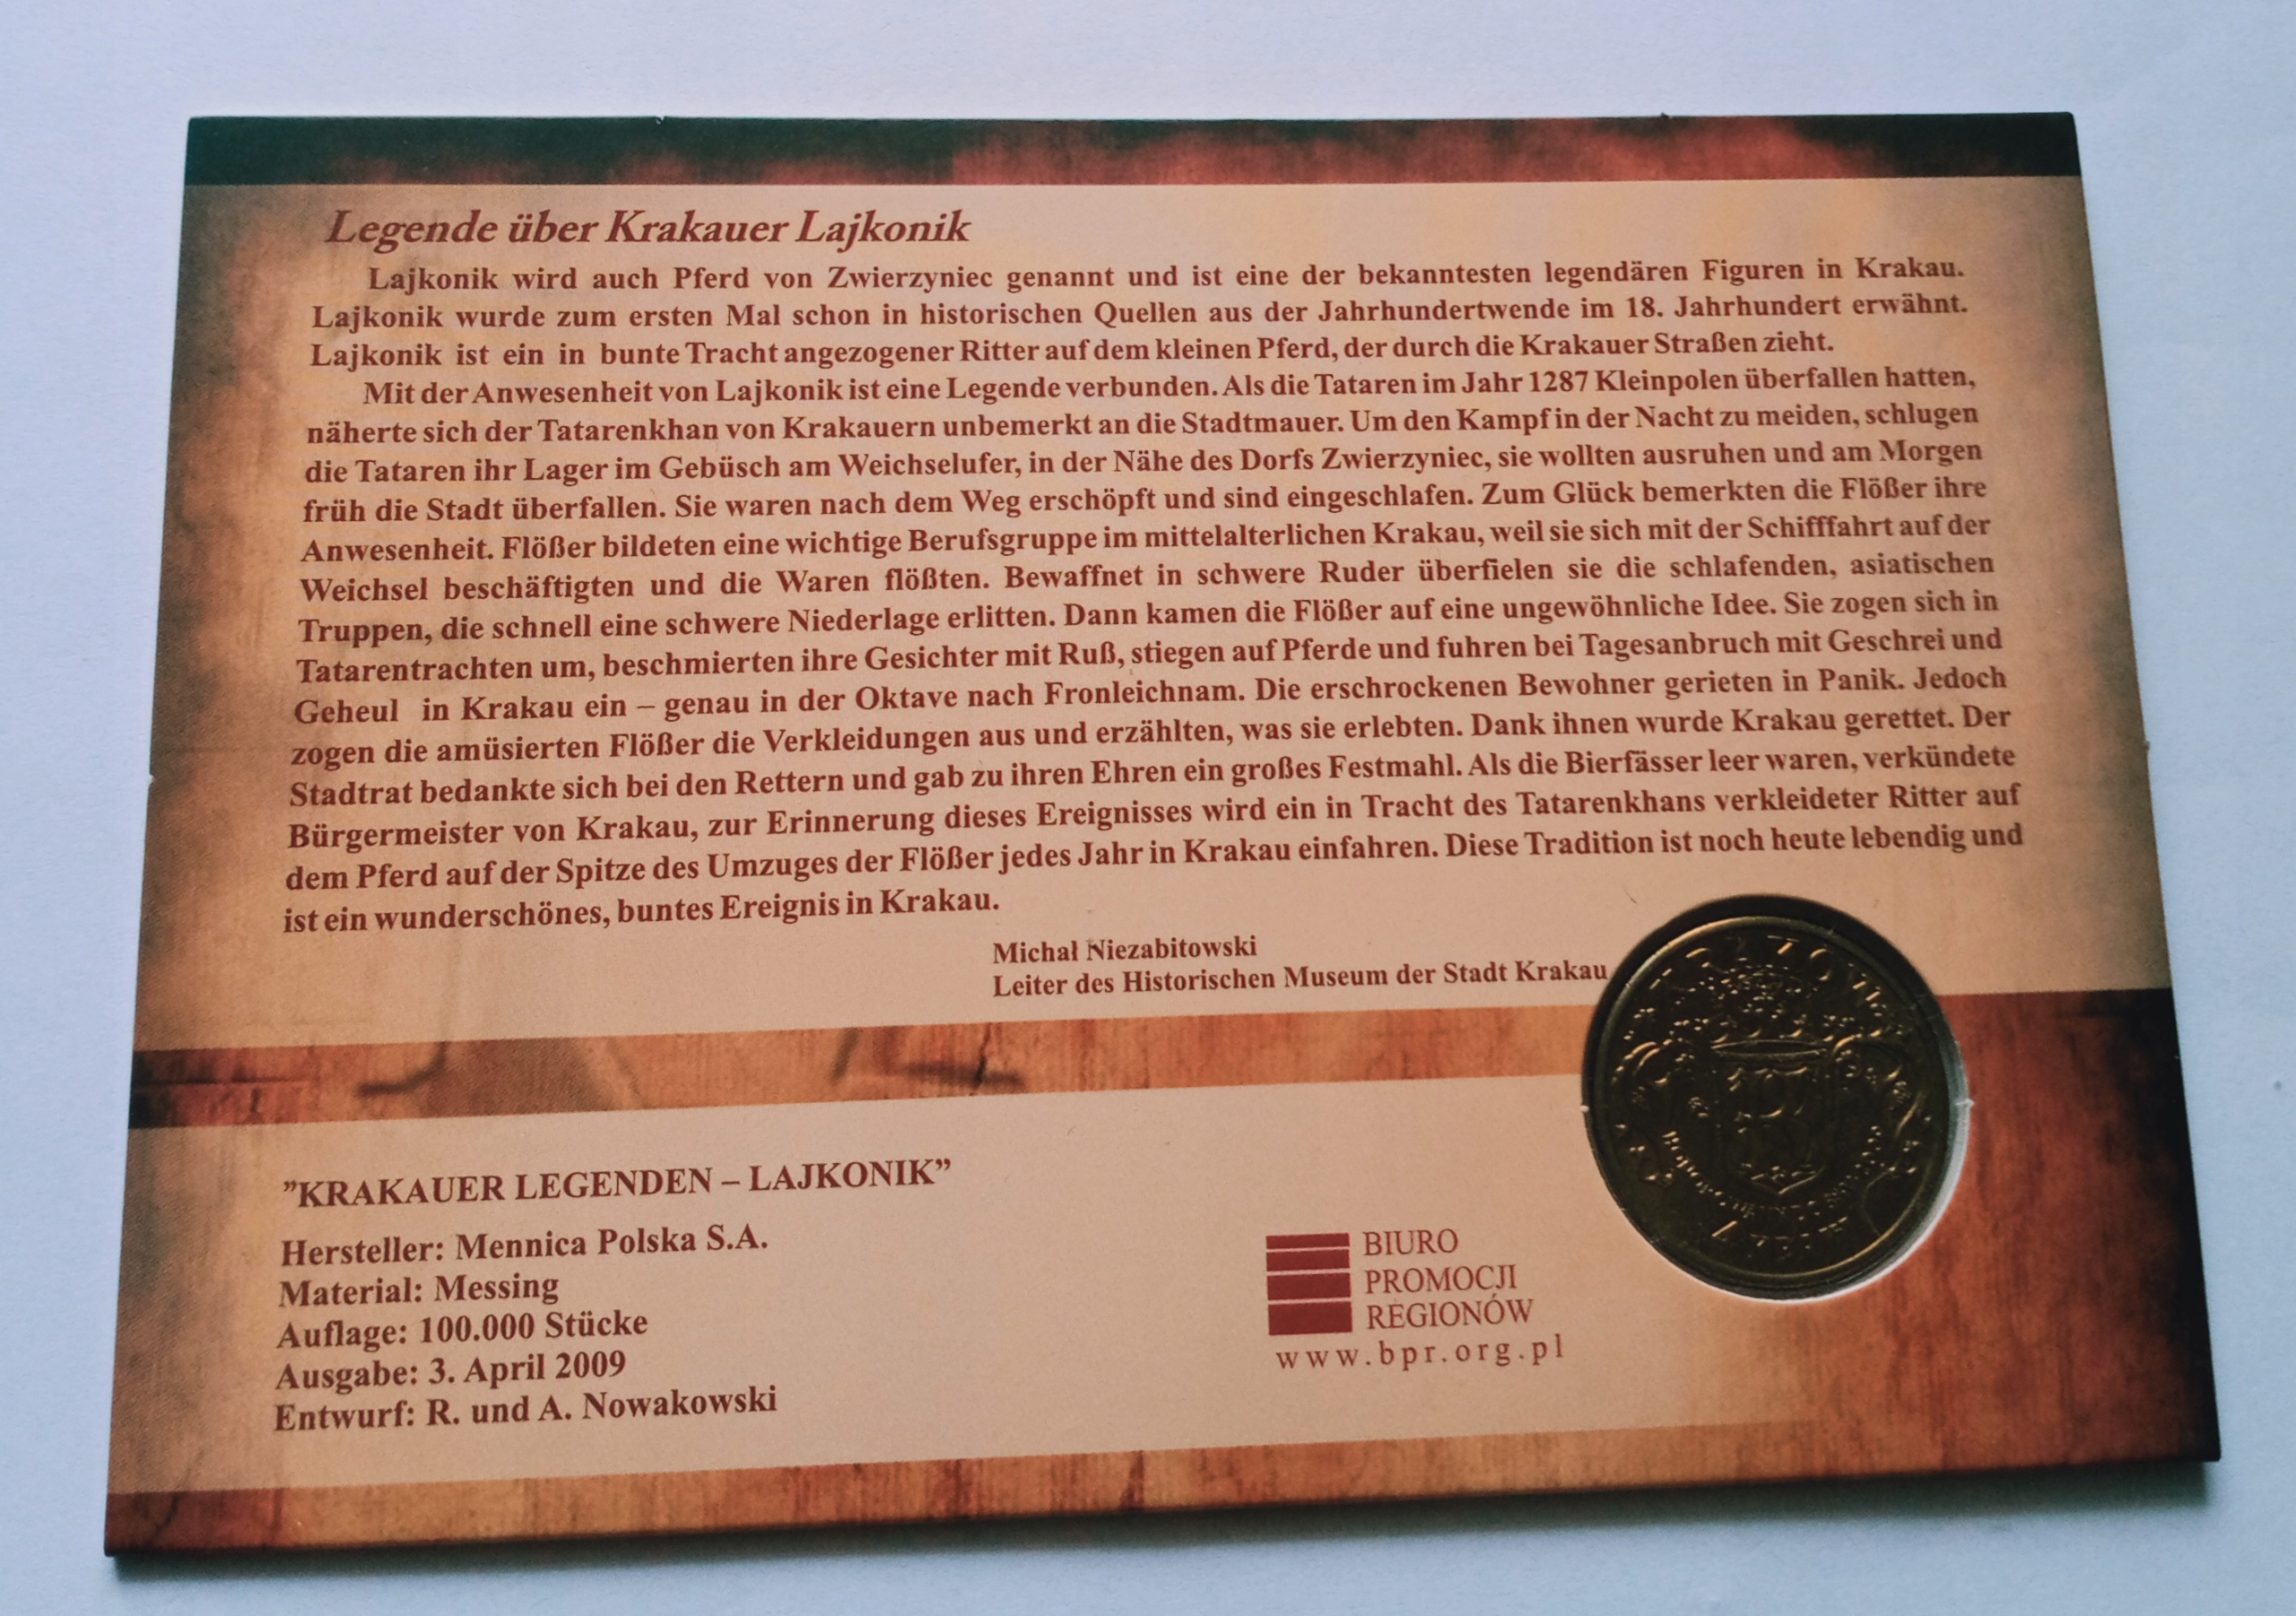 Legende über Krakauer Lajkonik
Lajkonik wird auch Pferd von Zwierzyniec genannt und ist eine der bekanntesten legendären Figuren in Krakau.
Lajkonik wurde zum ersten Mal schon in historischen Quellen aus der Jahrhundertwende im 18. Jahrhundert erwähnt.
Lajkonik ist ein in bunte Tracht angezogener Ritter auf dem kleinen Pferd, der durch die Krakauer Straßen zieht.
Mit der Anwesenheit von Lajkonik ist eine Legende verbunden. Als die Tataren im Jahr 1287 Kleinpolen überfallen hatten,
näherte sich der Tatarenkhan von Krakauern unbemerkt an die Stadtmauer. Um den Kampf in der Nacht zu meiden, schlugen
die Tataren ihr Lager im Gebüsch am Weichselufer, in der Nähe des Dorfs Zwierzyniec, sie wollten ausruhen und am Morgen
früh die Stadt überfallen. Sie waren nach dem Weg erschöpft und sind eingeschlafen. Zum Glück bemerkten die Flößer ihre
Anwesenheit. Flößer bildeten eine wichtige Berufsgruppe im mittelalterlichen Krakau, weil sie sich mit der Schifffahrt auf der
Weichsel beschäftigten und die Waren flößten. Bewaffnet in schwere Ruder überfielen sie die schlafenden, asiatischen
Truppen, die schnell eine schwere Niederlage erlitten. Dann kamen die Flößer auf eine ungewöhnliche Idee. Sie zogen sich in
Tatarentrachten um, beschmierten ihre Gesichter mit Ruß, stiegen auf Pferde und fuhren bei Tagesanbruch mit Geschrei und
Geheul in Krakau ein – genau in der Oktave nach Fronleichnam. Die erschrockenen Bewohner gerieten in Panik. Jedoch
zogen die amüsierten Flößer die Verkleidungen aus und erzählten, was sie erlebten. Dank ihnen wurde Krakau gerettet. Der
Stadtrat bedankte sich bei den Rettern und gab zu ihren Ehren ein großes Festmahl. Als die Bierfässer leer waren, verkündete
Bürgermeister von Krakau, zur Erinnerung dieses Ereignisses wird ein in Tracht des Tatarenkhans verkleideter Ritter auf
dem Pferd auf der Spitze des Umzuges der Flößer jedes Jahr in Krakau einfahren. Diese Tradition ist noch heute lebendig und
ist ein wunderschönes, buntes Ereignis in Krakau.
Michał Niezabitowski
Leiter des Historischen Museum der Stadt Krakau
”KRAKAUER LEGENDEN – LAJKONIK”
Hersteller: Mennica Polska S.A.
Material: Messing
Auflage: 100.000 Stücke
Ausgabe: 3. April 2009
Entwurf: R. und A. Nowakowski
BIURO
PROMOCJI
REGIONÓW
www.bpr.org.pl